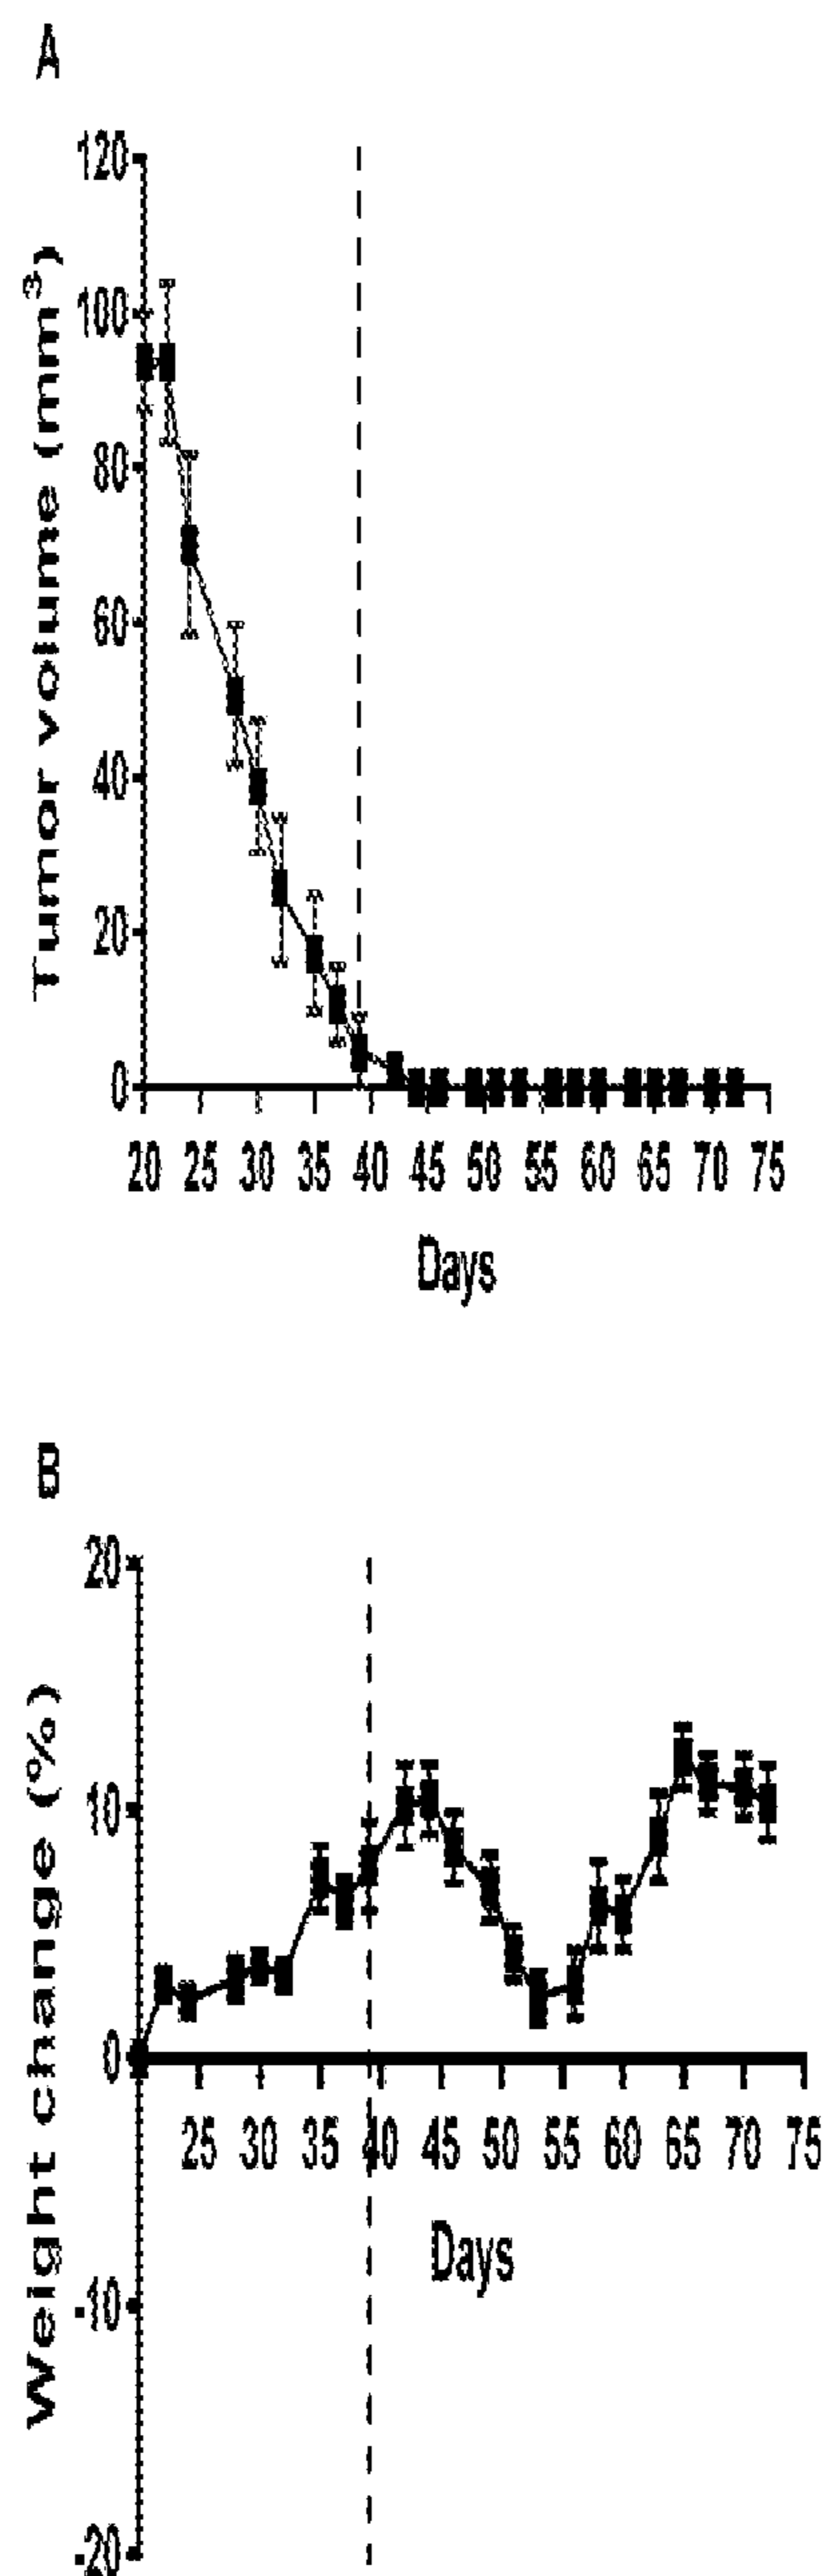 A
Tumor volume (mm³)
120
100
80
60
40
20
0
20 25 30 35 40 45 50 55 60 65 70 75
Days
B
Weight change (%)
20
10
0
25 30 35 40 45 50 55 60 65 70 75
Days
-10
-20